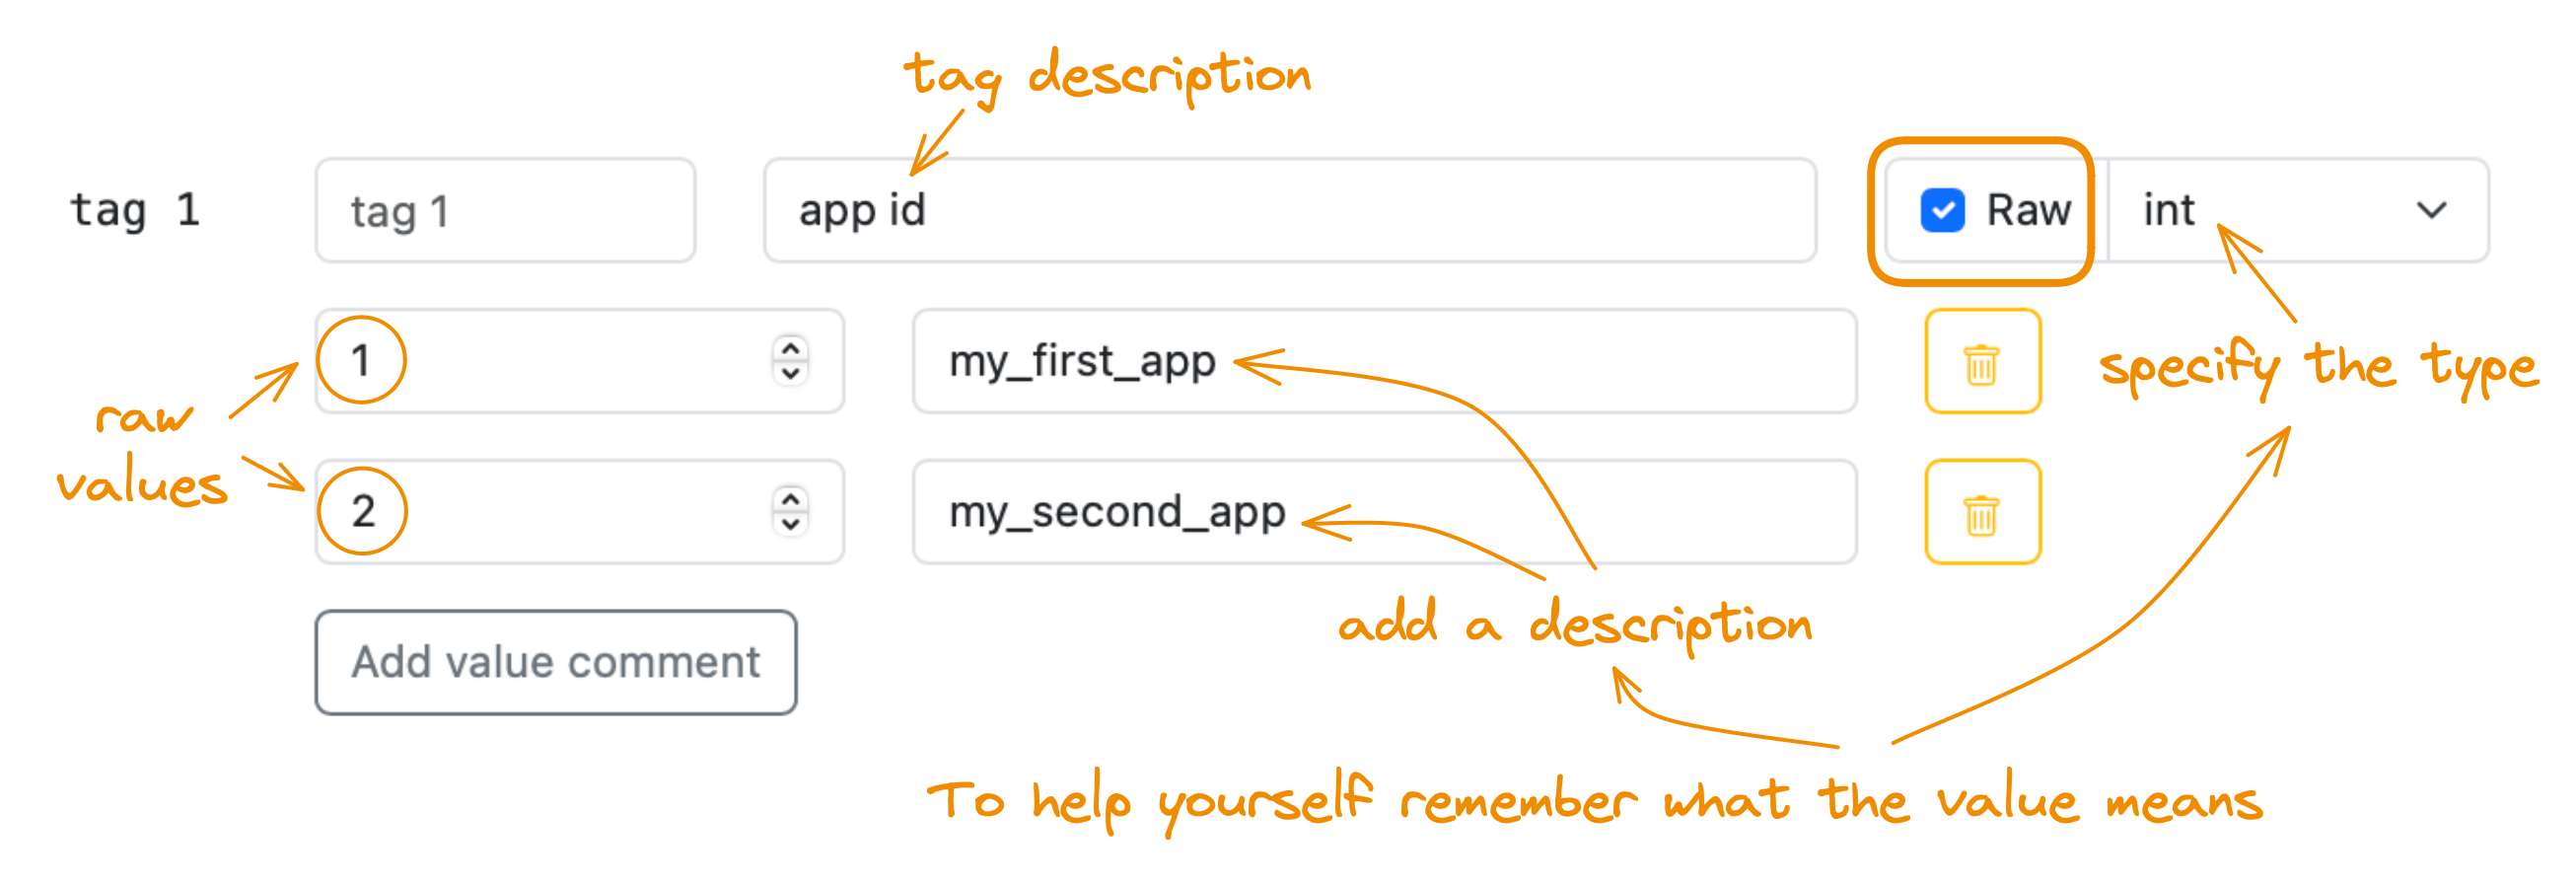 tag description
tag 1
tag 1
app id
Raw
int
1
my_first_app
specify the type
raw
values
2
my_second_app
add a description
Add value comment
To help yourself remember what the value means